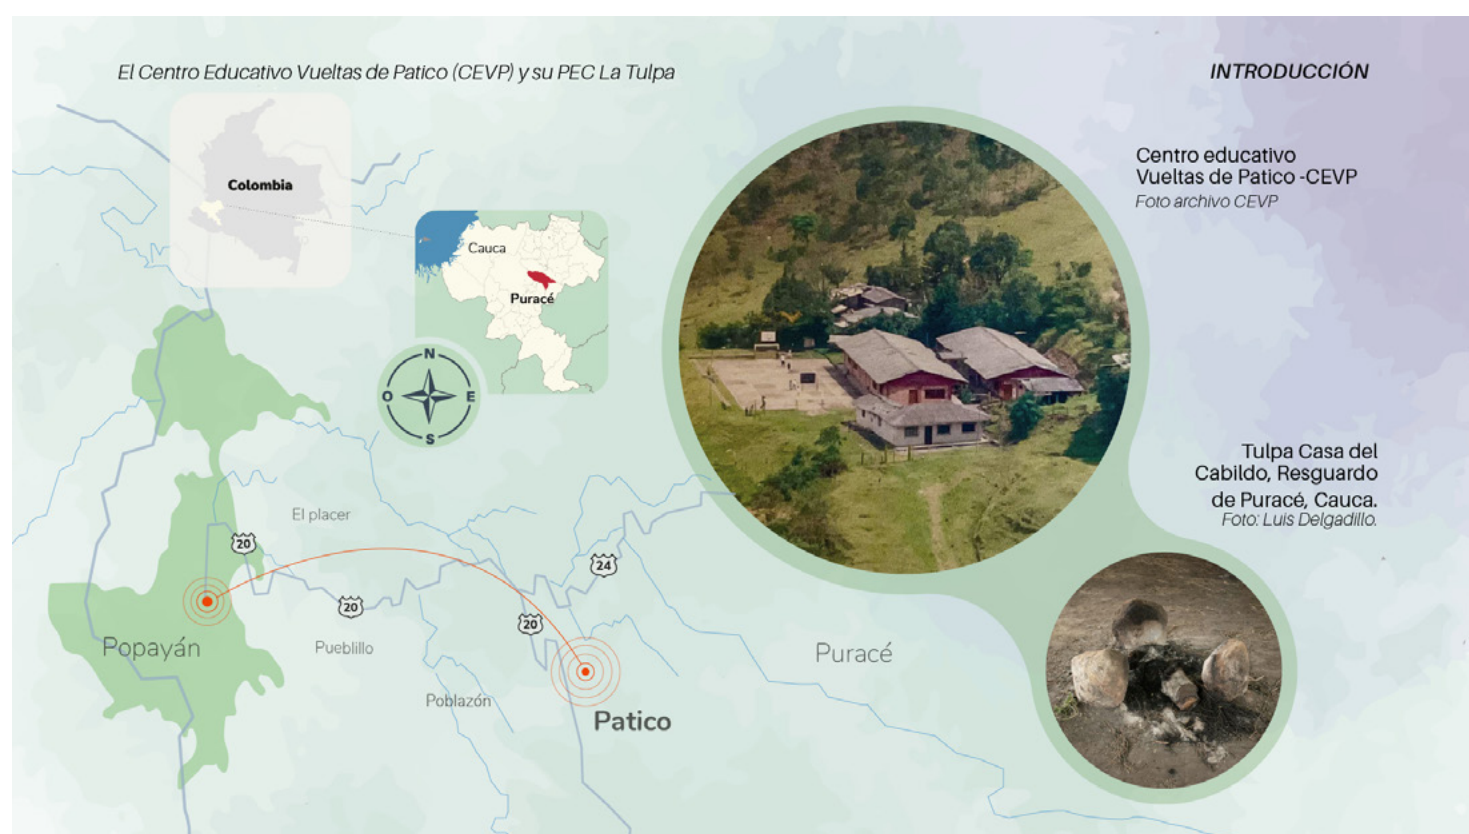 El Centro Educativo Vueltas de Patico (CEVP) y su PEC La Tulpa
INTRODUCCIÓN
Colombia
Cauca
Puracé
N
O
E
S
Centro educativo
Vueltas de Patico -CEVP
Foto archivo CEVP
Tulpa Casa del
Cabildo, Resguardo
de Puracé, Cauca.
Foto: Luis Delgadillo.
El placer
20
24
20
20
Popayán
Pueblillo
Puracé
Poblazón
Patico